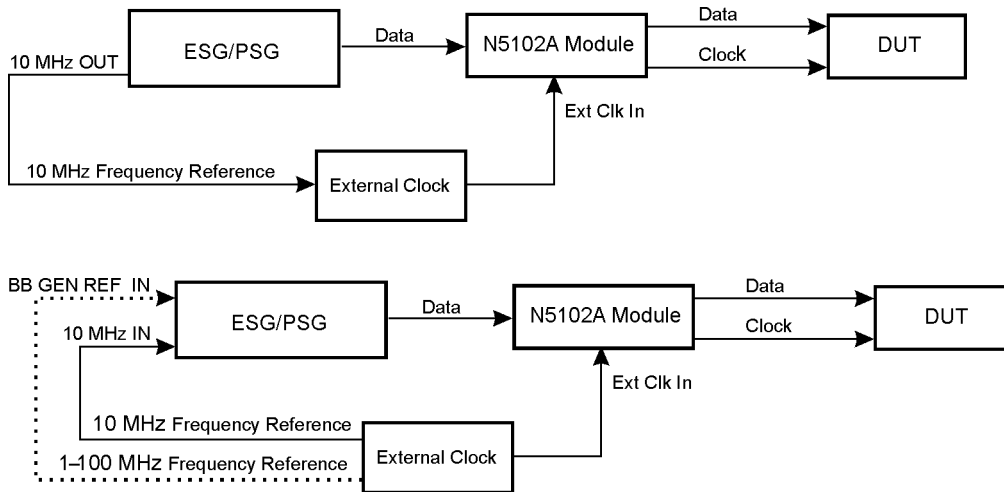 Data
Data
ESG/PSG
N5102A Module
DUT
10 MHz OUT
Clock
Ext Clk In
10 MHz Frequency Reference
External Clock
BB GEN REF IN
Data
Data
ESG/PSG
N5102A Module
DUT
10 MHz IN
Clock
Ext Clk In
10 MHz Frequency Reference
External Clock
1–100 MHz Frequency Reference